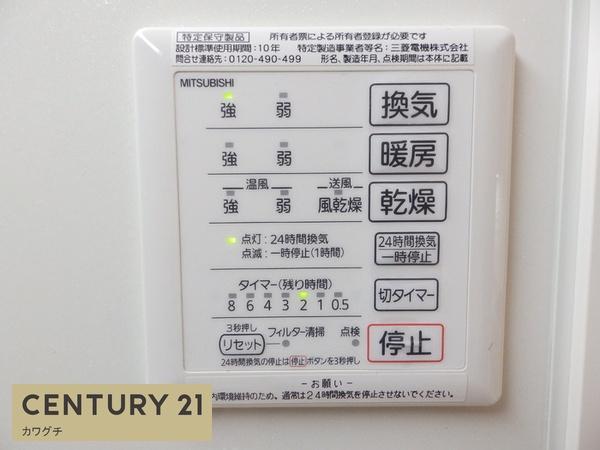 特定保守製品 所有者票による所有者登録が必要です
設計標準使用期間:10年 特定製造事業者等名:三菱電機株式会社
問合せ連絡先:0120-490-499 形名、製造年月、点検期間は本体に記載
MITSUBISHI
強 弱 換気
強 弱 暖房
温風 送風
強 弱 風乾燥 乾燥
点灯:24時間換気
点滅:一時停止(1時間)
24時間換気
一時停止
タイマー(残り時間)
8 6 4 3 2 1 0.5
切タイマー
3秒押し
リセット フィルター清掃 点検
停止
24時間換気の停止は停止ボタンを3秒押し
-お願い-
内環境維持のため、通常は24時間換気を停止させないでください。
CENTURY 21
カワグチ